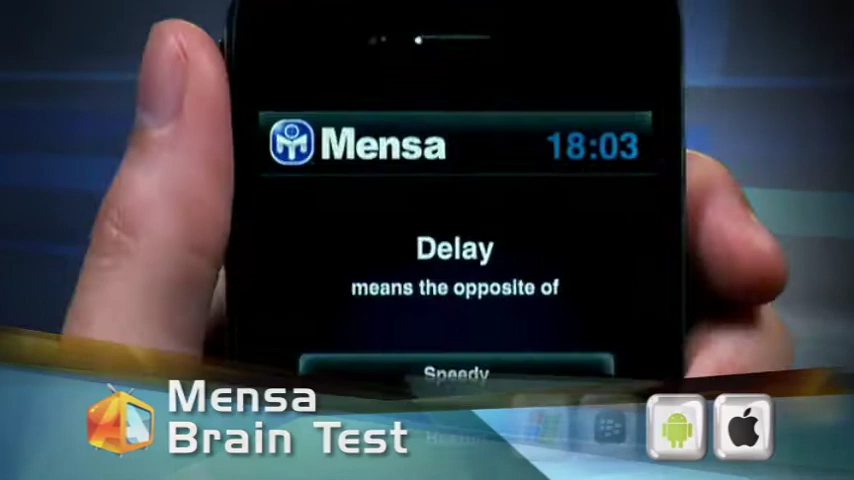 Mensa 18:03
Delay
means the opposite of
Speedy
Mensa
Brain Test